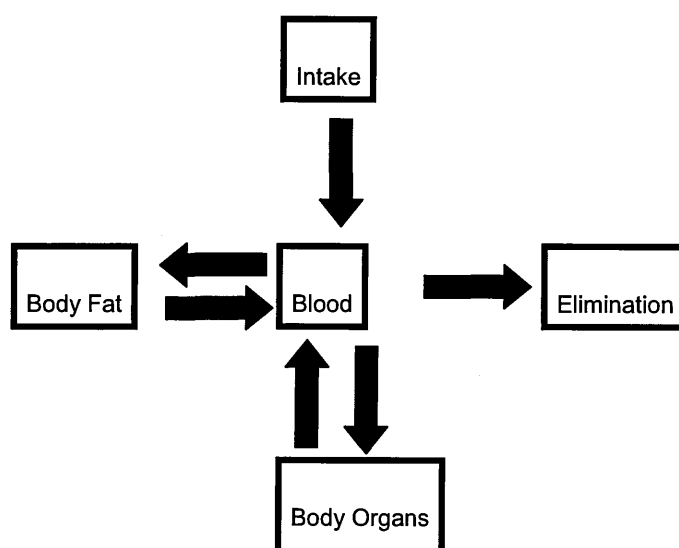 Intake
Body Fat
Blood
Elimination
Body Organs